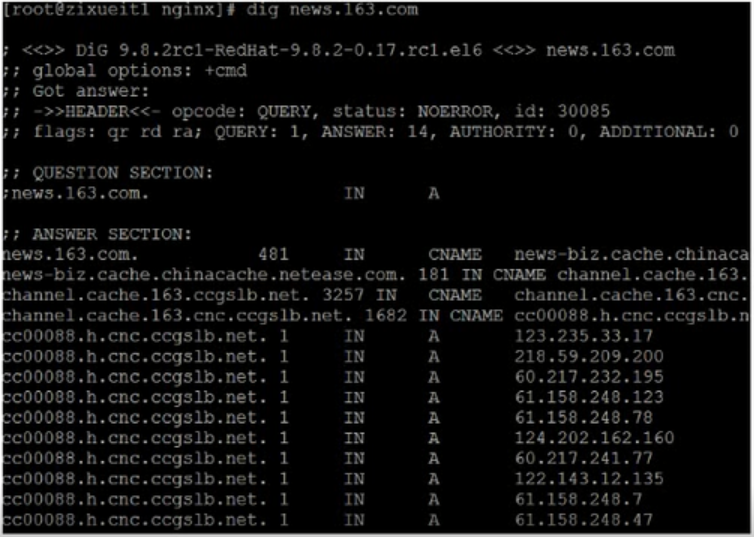 [root@zixueit1 nginx]# dig news.163.com
; <<>> DiG 9.8.2rc1-RedHat-9.8.2-0.17.rc1.el6 <<>> news.163.com
;; global options: +cmd
;; Got answer:
;; ->>HEADER<<- opcode: QUERY, status: NOERROR, id: 30085
;; flags: qr rd ra; QUERY: 1, ANSWER: 14, AUTHORITY: 0, ADDITIONAL: 0
;; QUESTION SECTION:
;news.163.com. IN A
;; ANSWER SECTION:
news.163.com. 481 IN CNAME news-biz.cache.chinaca
news-biz.cache.chinacache.netease.com. 181 IN CNAME channel.cache.163.
channel.cache.163.ccgslb.net. 3257 IN CNAME channel.cache.163.cnc.
channel.cache.163.cnc.ccgslb.net. 1682 IN CNAME cc00088.h.cnc.ccgslb.n
cc00088.h.cnc.ccgslb.net. 1 IN A 123.235.33.17
cc00088.h.cnc.ccgslb.net. 1 IN A 218.59.209.200
cc00088.h.cnc.ccgslb.net. 1 IN A 60.217.232.195
cc00088.h.cnc.ccgslb.net. 1 IN A 61.158.248.123
cc00088.h.cnc.ccgslb.net. 1 IN A 61.158.248.78
cc00088.h.cnc.ccgslb.net. 1 IN A 124.202.162.160
cc00088.h.cnc.ccgslb.net. 1 IN A 60.217.241.77
cc00088.h.cnc.ccgslb.net. 1 IN A 122.143.12.135
cc00088.h.cnc.ccgslb.net. 1 IN A 61.158.248.7
cc00088.h.cnc.ccgslb.net. 1 IN A 61.158.248.47